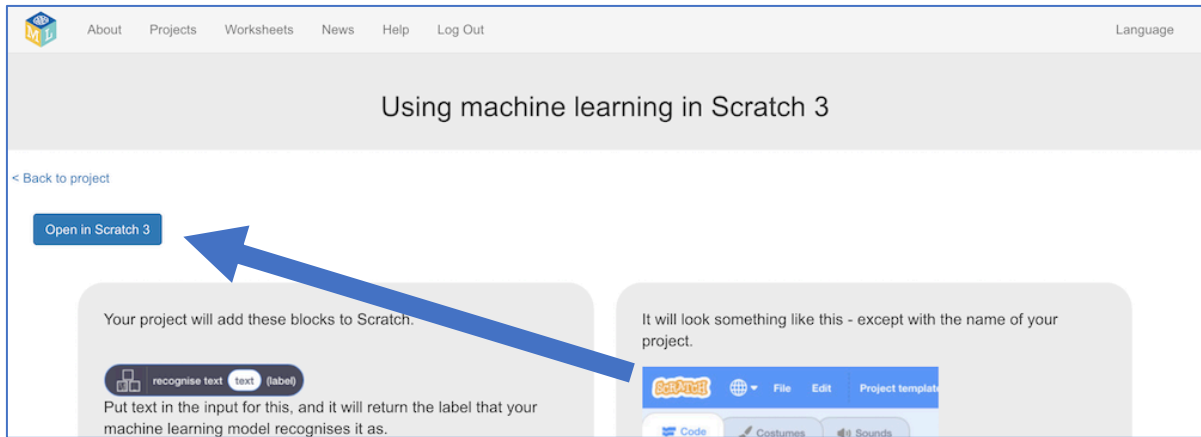 ML
About Projects Worksheets News Help Log Out Language
Using machine learning in Scratch 3
< Back to project
Open in Scratch 3
Your project will add these blocks to Scratch.
recognise text text (label)
Put text in the input for this, and it will return the label that your
machine learning model recognises it as.
It will look something like this - except with the name of your
project.
SCRATCH File Edit Project template
Code Costumes Sounds